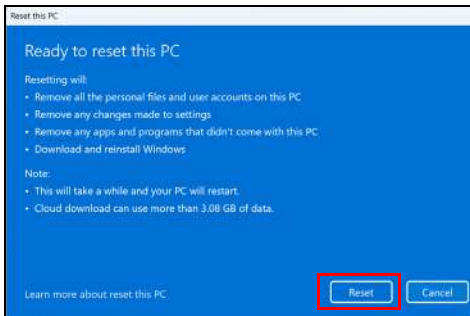 Reset this PC
Ready to reset this PC
Resetting will:
• Remove all the personal files and user accounts on this PC
• Remove any changes made to settings
• Remove any apps and programs that didn't come with this PC
• Download and reinstall Windows
Note:
• This will take a while and your PC will restart.
• Cloud download can use more than 3.08 GB of data.
Learn more about reset this PC
Reset
Cancel